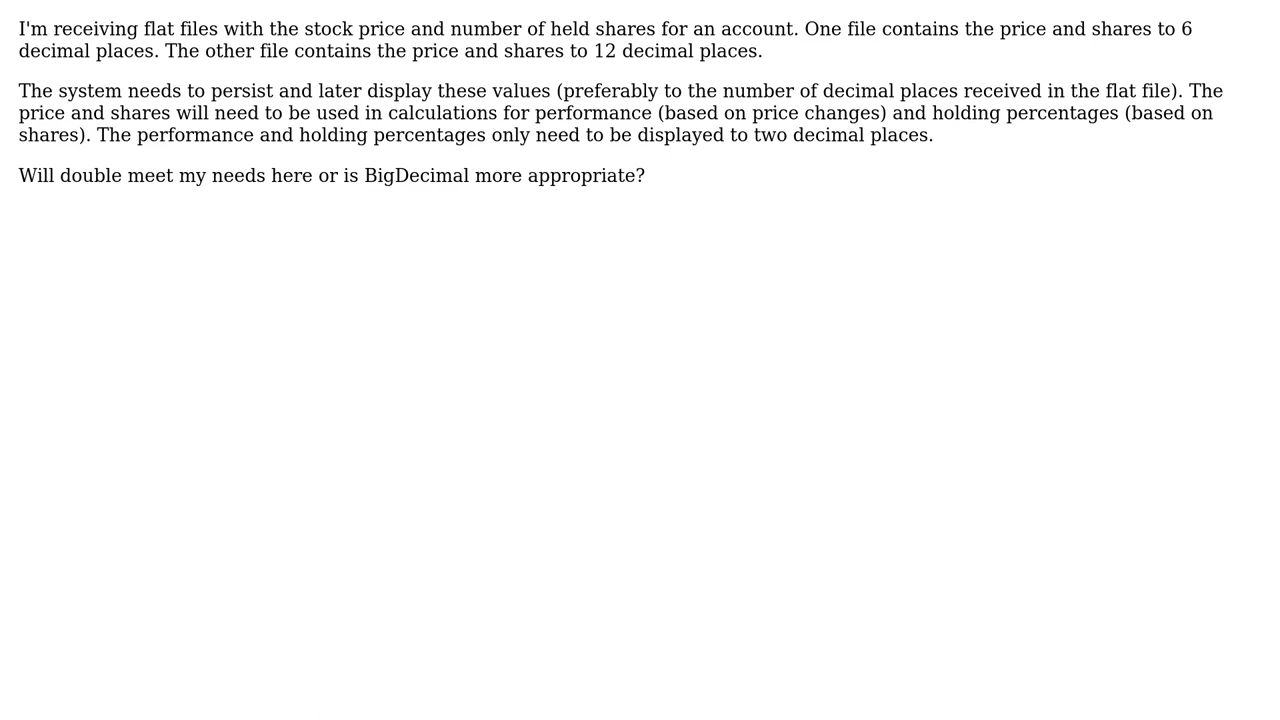 I'm receiving flat files with the stock price and number of held shares for an account. One file contains the price and shares to 6
decimal places. The other file contains the price and shares to 12 decimal places.
The system needs to persist and later display these values (preferably to the number of decimal places received in the flat file). The
price and shares will need to be used in calculations for performance (based on price changes) and holding percentages (based on
shares). The performance and holding percentages only need to be displayed to two decimal places.
Will double meet my needs here or is BigDecimal more appropriate?